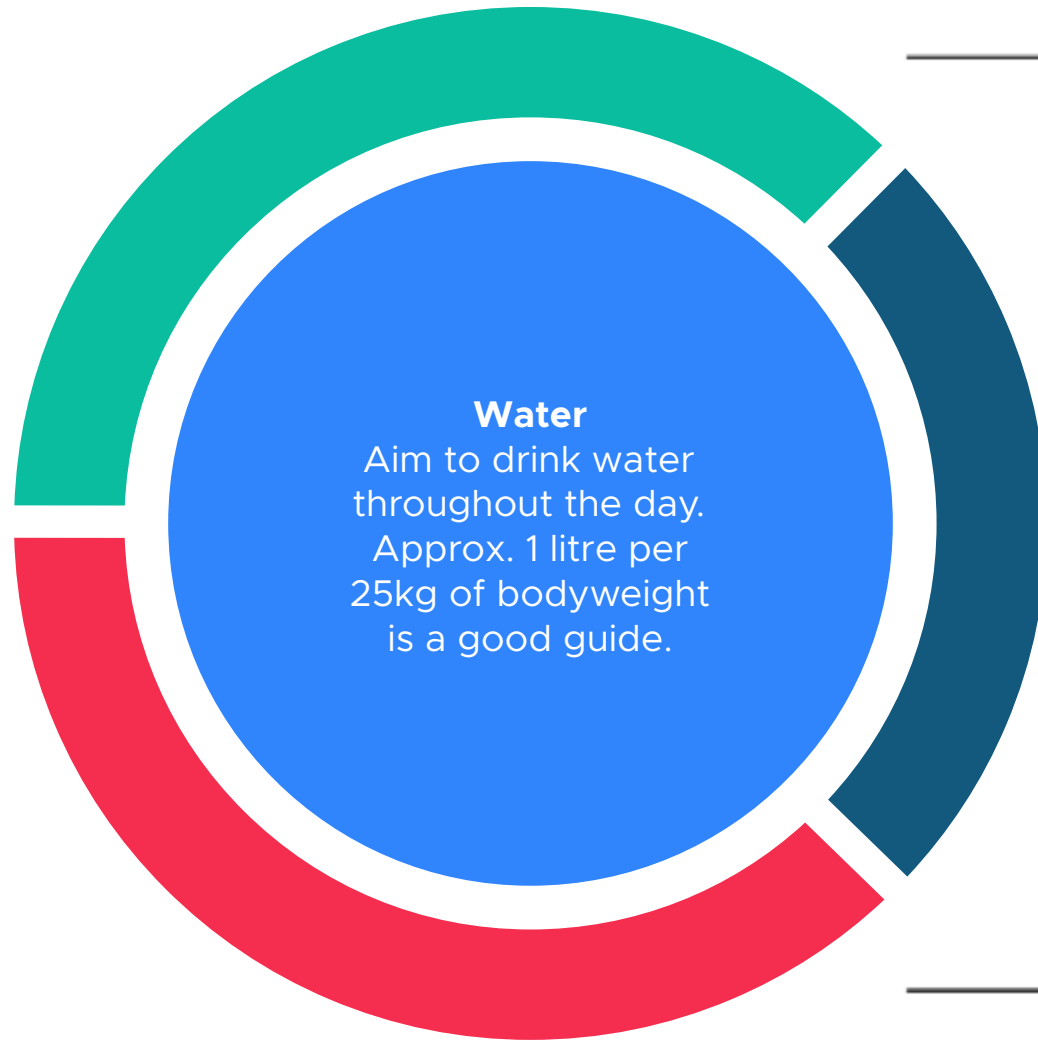 Water
Aim to drink water
throughout the day.
Approx. 1 litre per
25kg of bodyweight
is a good guide.